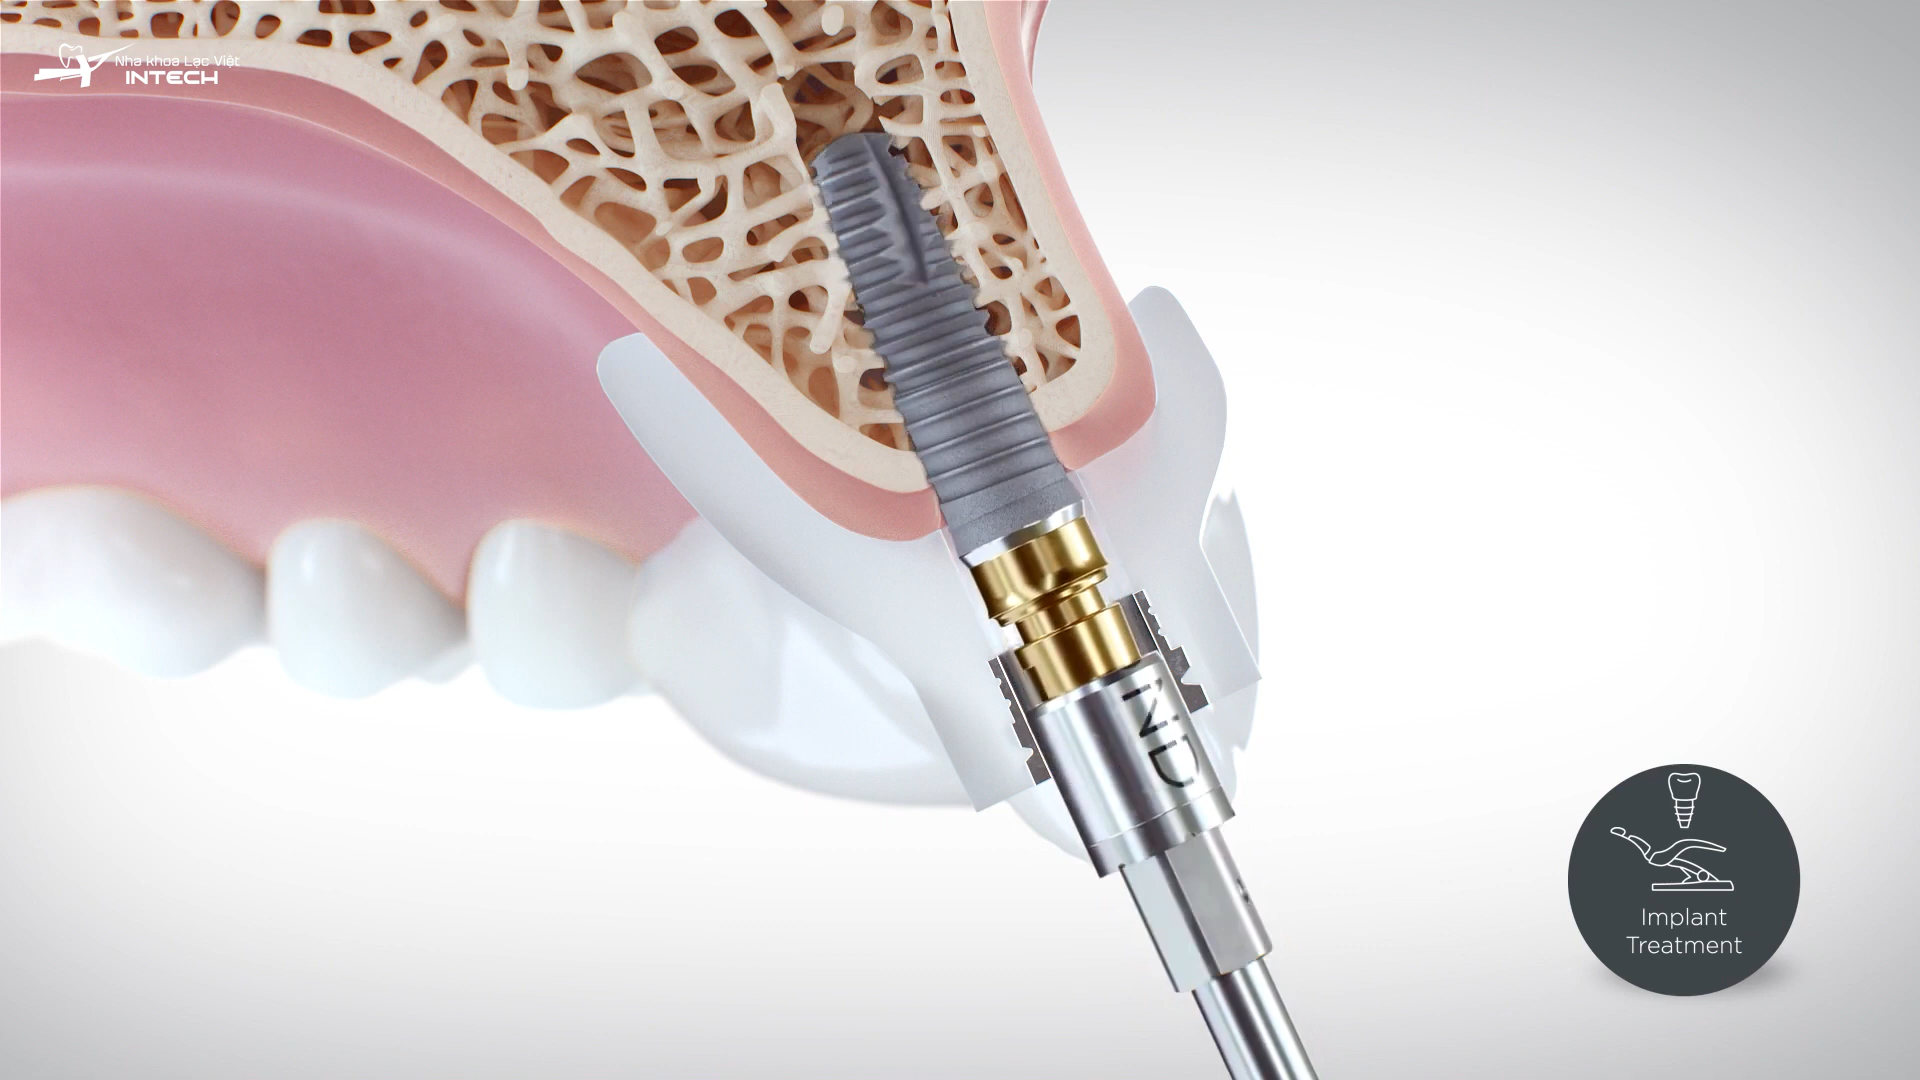 Nha khoa Lạc Việt
INTECH
ND
Implant
Treatment